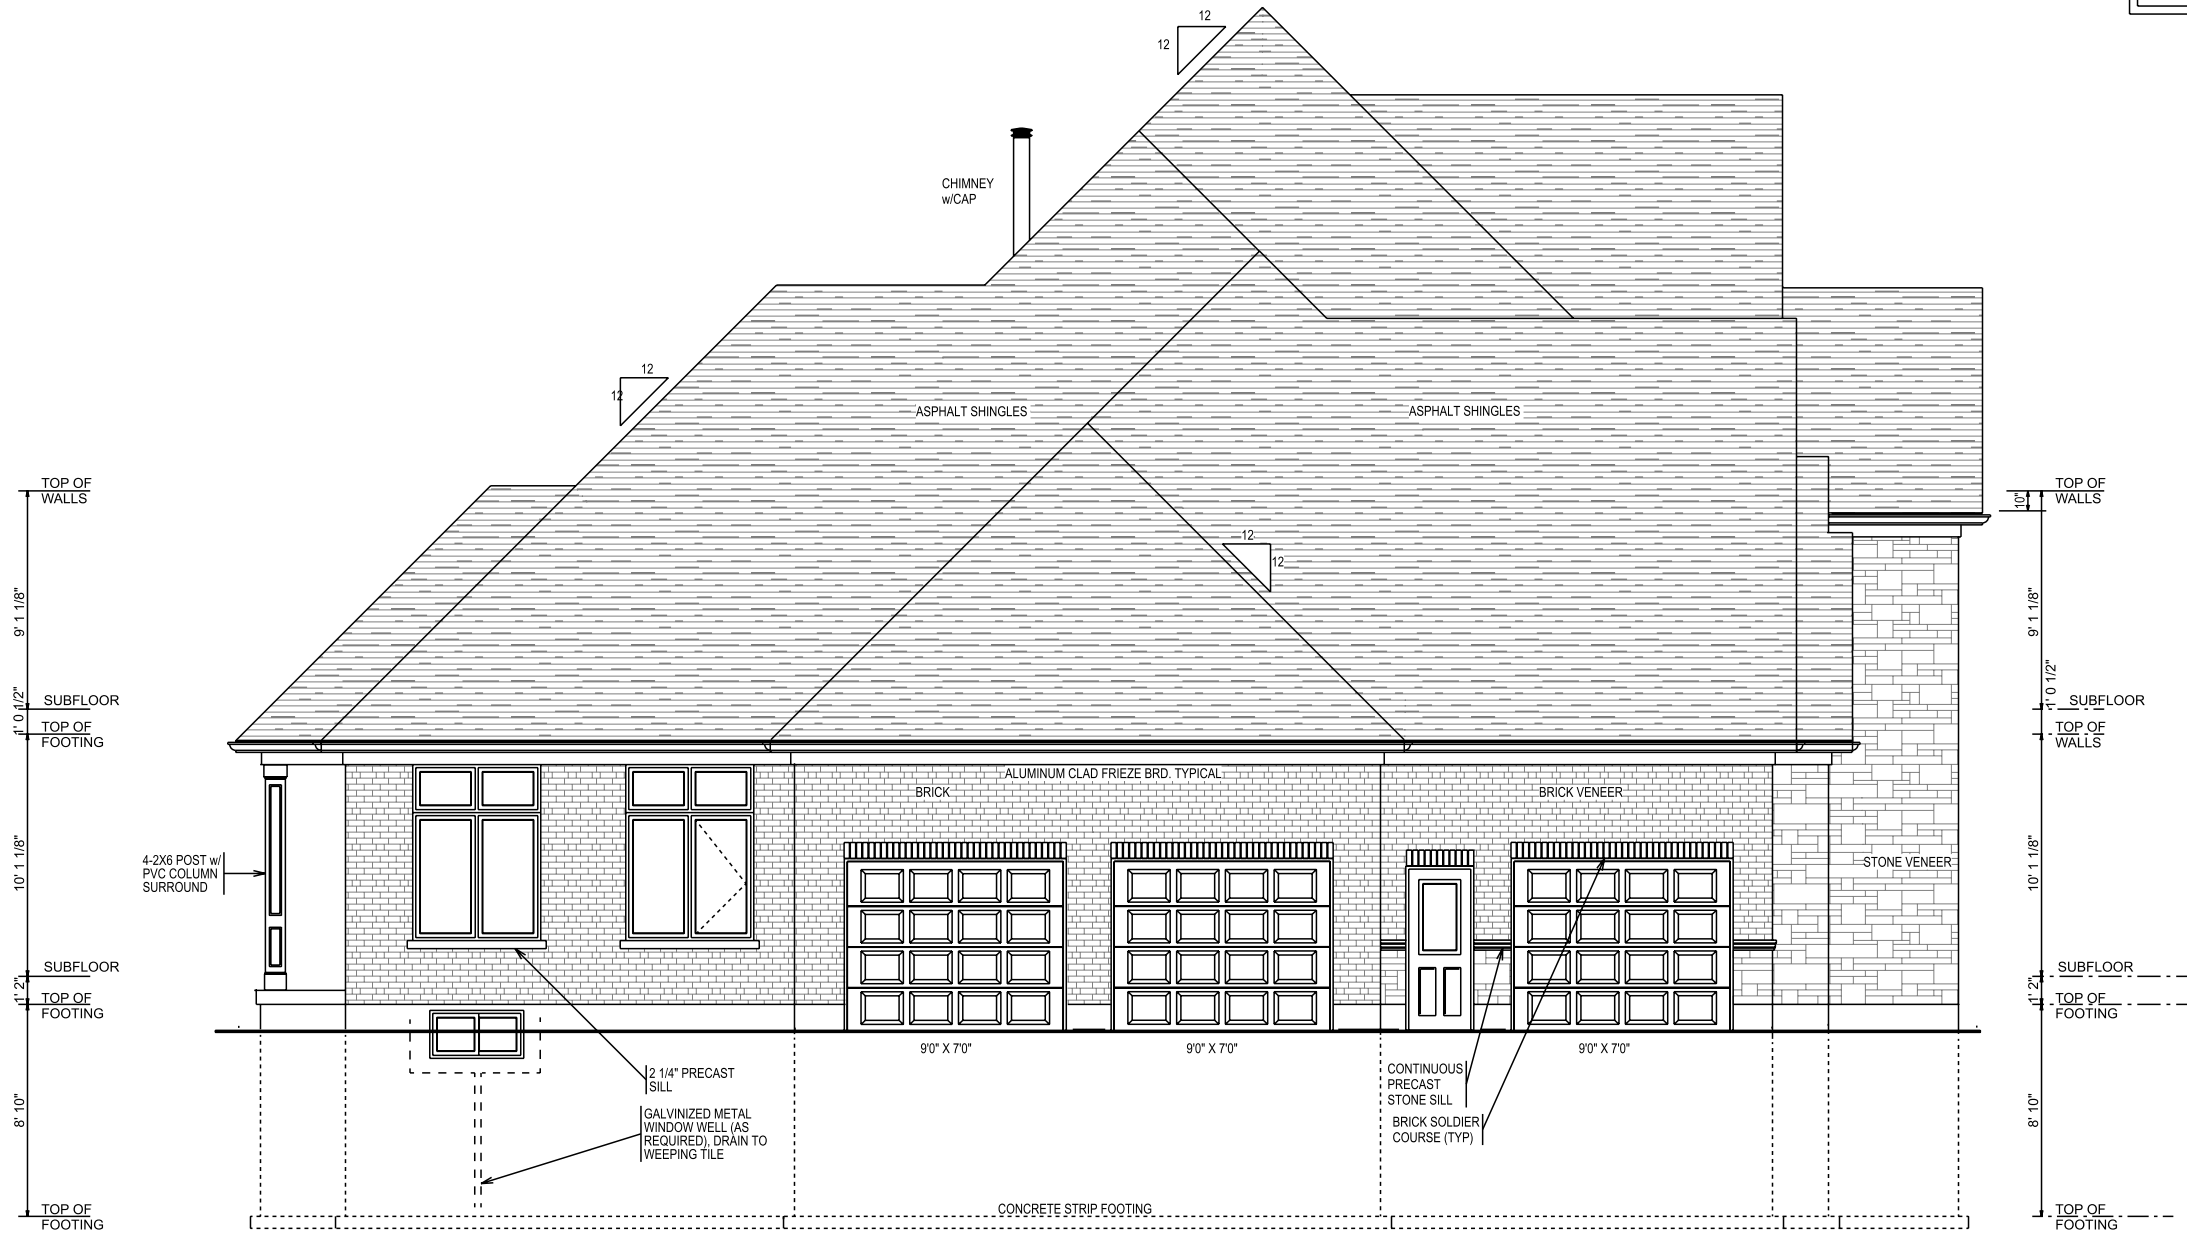 12
12
CHIMNEY
w/CAP
12
12
ASPHALT SHINGLES
ASPHALT SHINGLES
12
12
TOP OF
WALLS
9' 1 1/8"
SUBFLOOR
1' 0 1/2"
TOP OF
FOOTING
10' 1 1/8"
SUBFLOOR
1' 2"
TOP OF
FOOTING
8' 10"
TOP OF
FOOTING
4-2X6 POST w/
PVC COLUMN
SURROUND
ALUMINUM CLAD FRIEZE BRD. TYPICAL
BRICK
BRICK VENEER
STONE VENEER
9'0" X 7'0"
9'0" X 7'0"
9'0" X 7'0"
2 1/4" PRECAST
SILL
GALVINIZED METAL
WINDOW WELL (AS
REQUIRED), DRAIN TO
WEEPING TILE
CONTINUOUS
PRECAST
STONE SILL
BRICK SOLDIER
COURSE (TYP)
CONCRETE STRIP FOOTING
10"
TOP OF
WALLS
9' 1 1/8"
1' 0 1/2"
SUBFLOOR
TOP OF
WALLS
10' 1 1/8"
SUBFLOOR
1' 2"
TOP OF
FOOTING
8' 10"
TOP OF
FOOTING